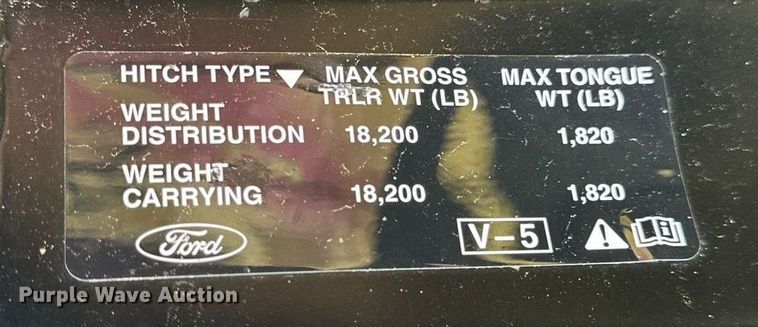 HITCH TYPE MAX GROSS TRLR WT (LB) MAX TONGUE WT (LB)
WEIGHT DISTRIBUTION 18,200 1,820
WEIGHT CARRYING 18,200 1,820
Ford V-5
Purple Wave Auction